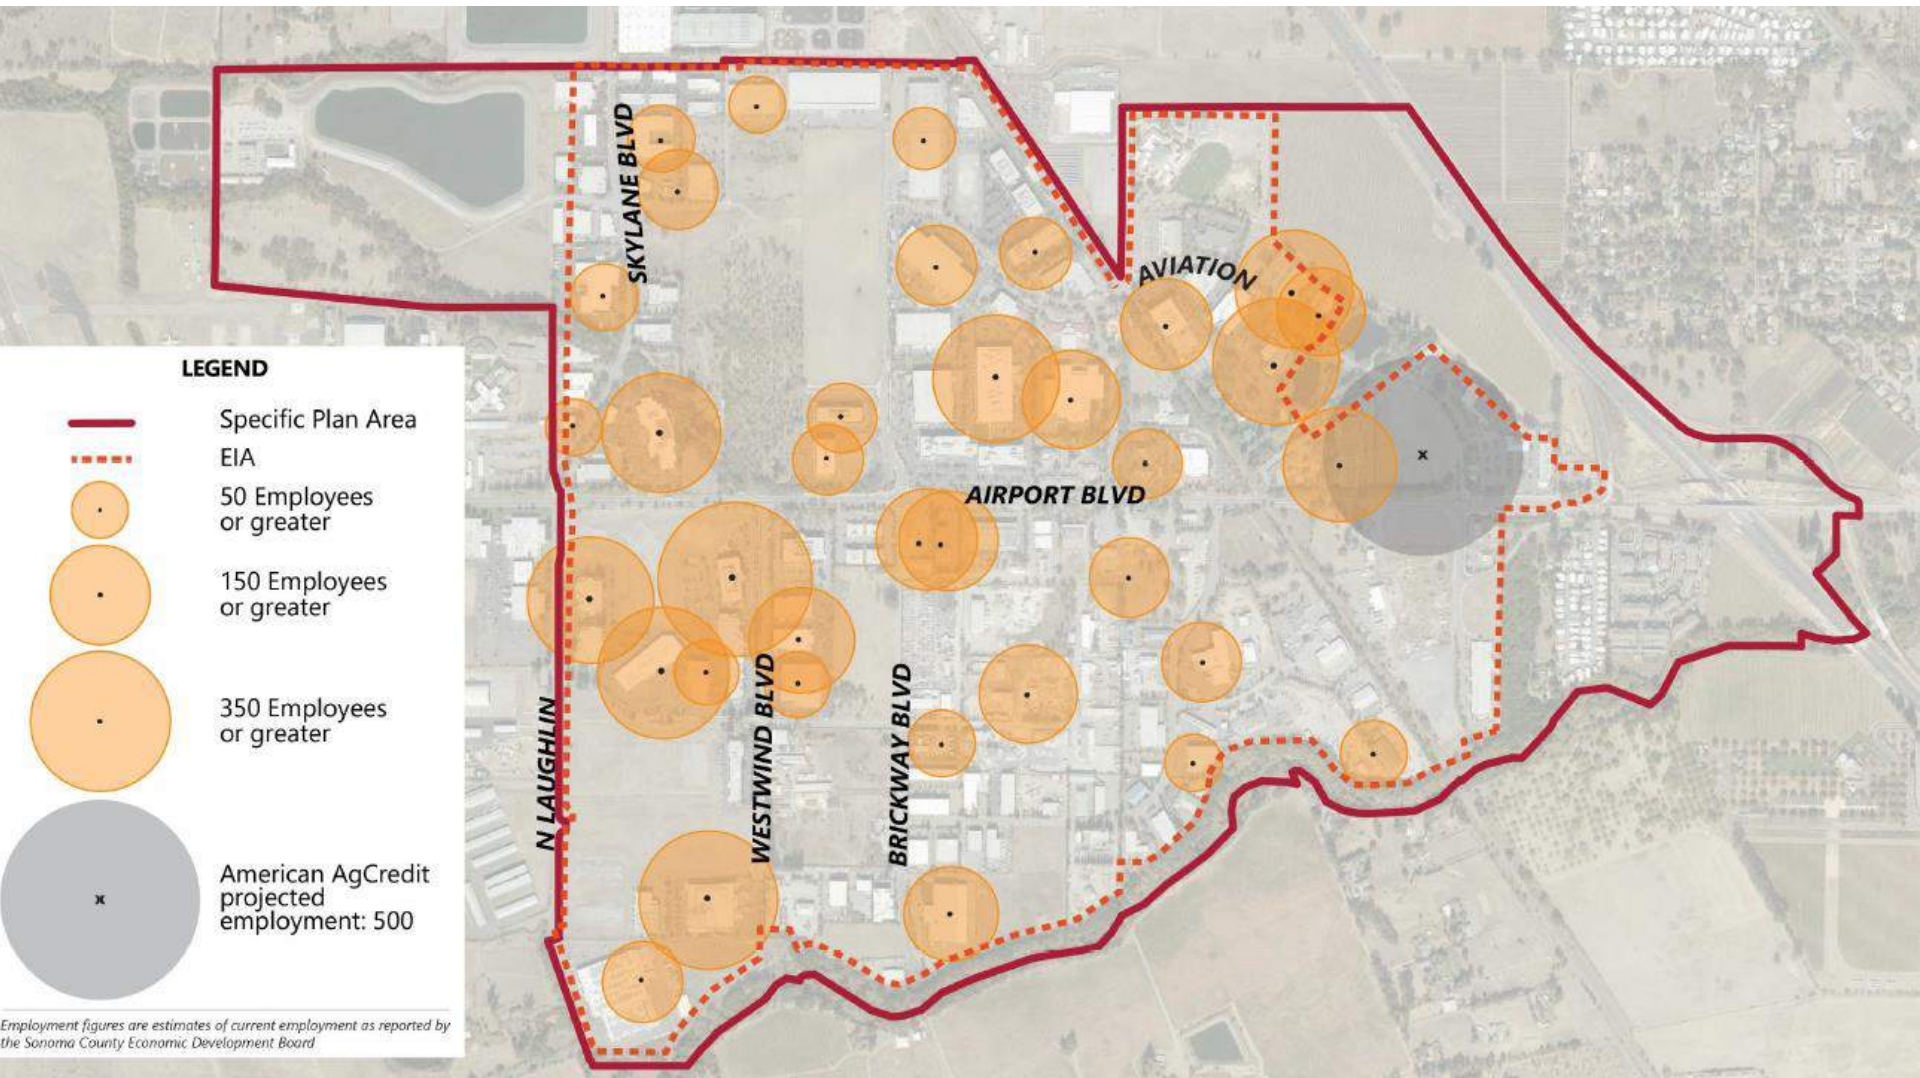 SKYLANE BLVD
AVIATION
LEGEND
Specific Plan Area
EIA
50 Employees
or greater
150 Employees
or greater
350 Employees
or greater
American AgCredit
projected
employment: 500
Employment figures are estimates of current employment as reported by
the Sonoma County Economic Development Board
AIRPORT BLVD
N LAUGHLIN
WESTWIND BLVD
BRICKWAY BLVD